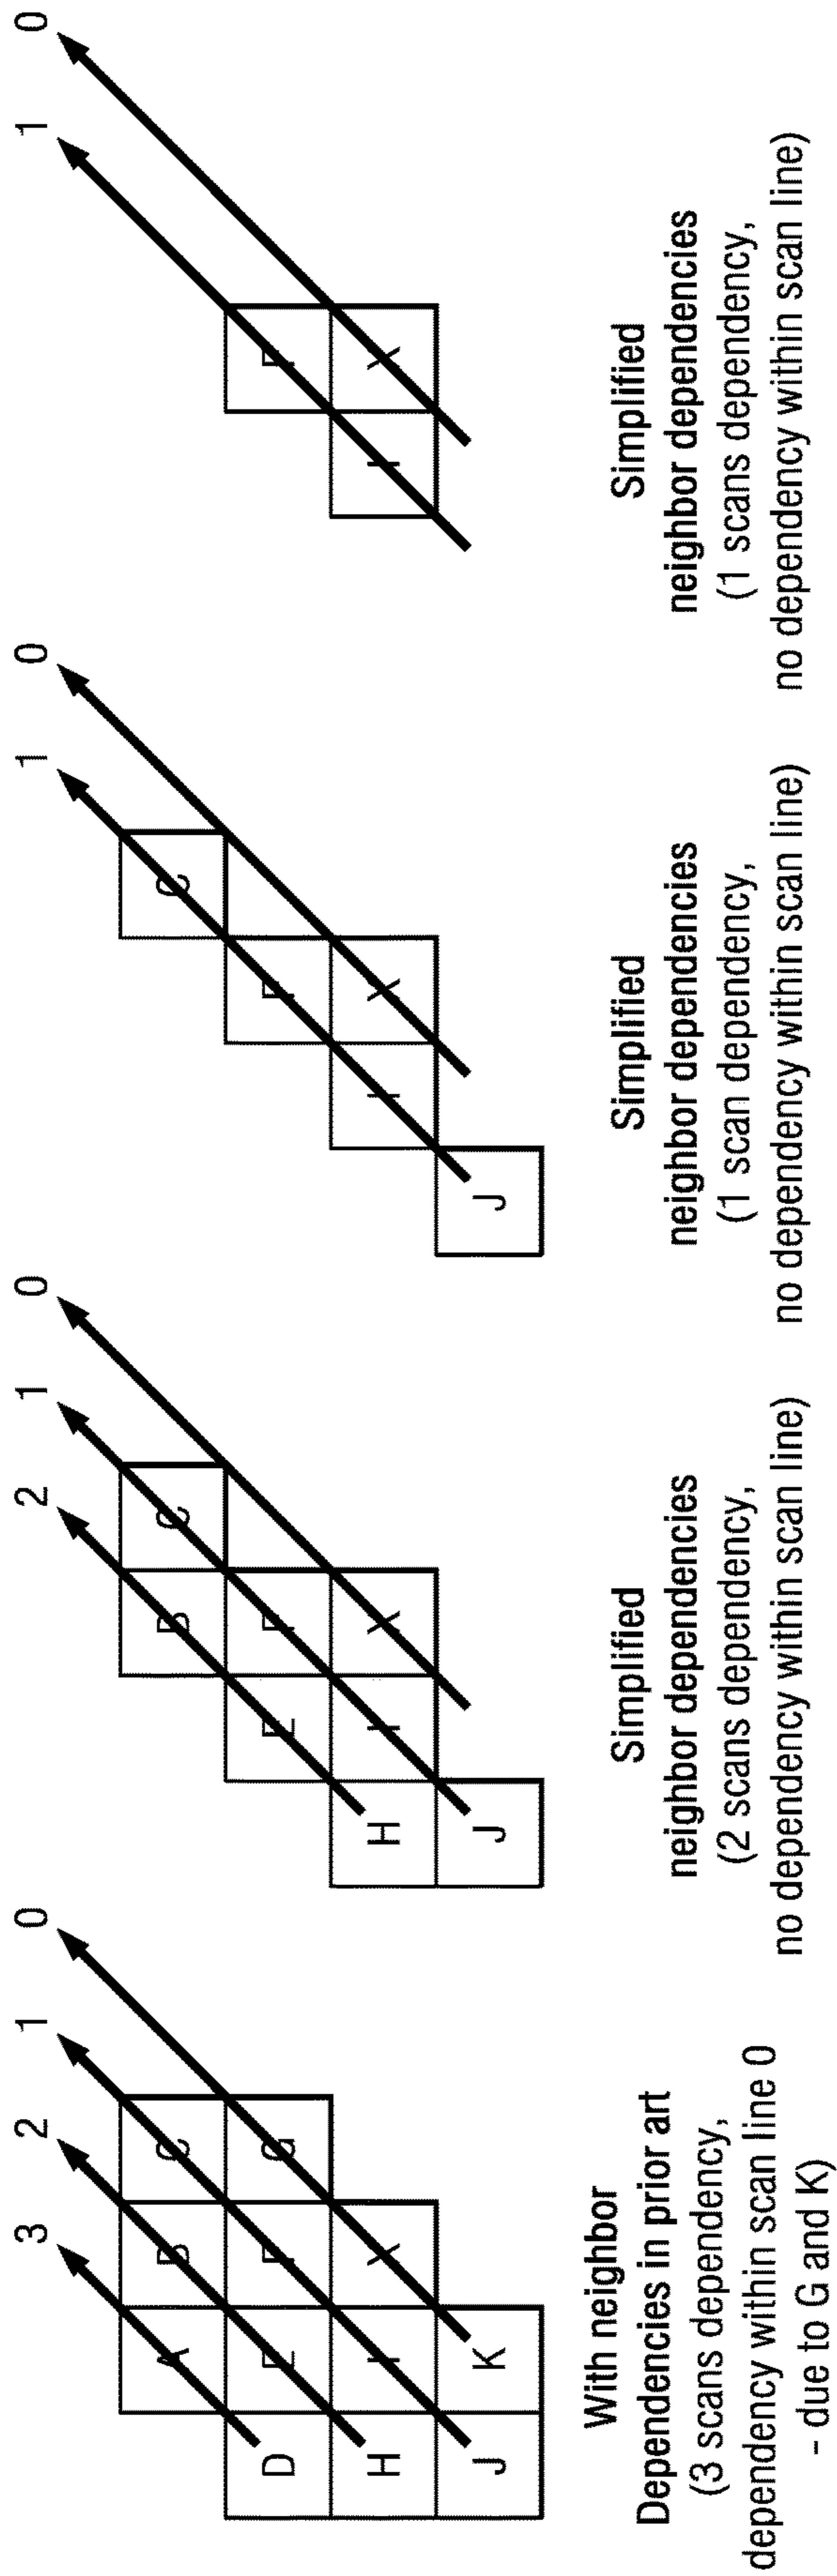 3 2 1 0
A B C
D E F G
H I X
J K
With neighbor
Dependencies in prior art
(3 scans dependency,
dependency within scan line 0
- due to G and K)
2 1 0
B C
E F
H I X
J
Simplified
neighbor dependencies
(2 scans dependency,
no dependency within scan line)
1 0
C
F
I X
J
Simplified
neighbor dependencies
(1 scan dependency,
no dependency within scan line)
1 0
F
I X
Simplified
neighbor dependencies
(1 scans dependency,
no dependency within scan line)